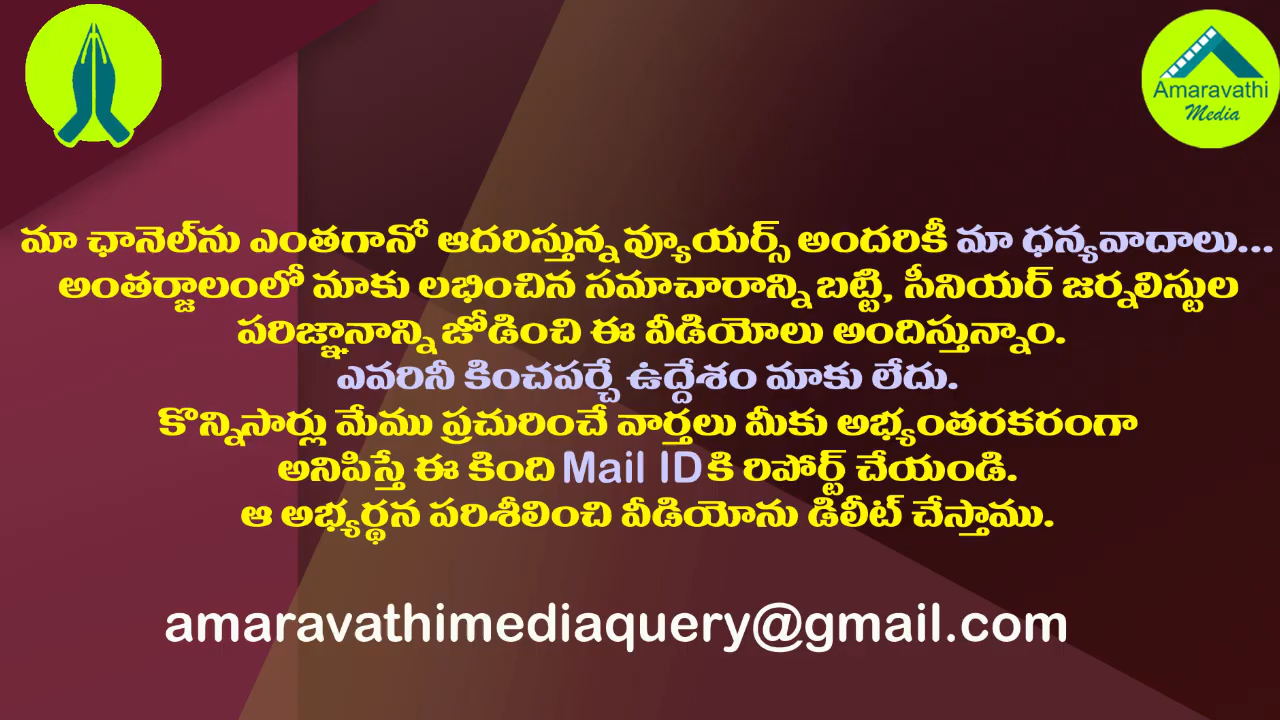 Amaravathi
Media
మా ఛానెల్‌ను ఎంతగానో ఆదరిస్తున్న వ్యూయర్స్ అందరికీ మా ధన్యవాదాలు...
అంతర్జాలంలో మాకు లభించిన సమాచారాన్ని బట్టి, సీనియర్ జర్నలిస్టుల
పరిజ్ఞానాన్ని జోడించి ఈ వీడియోలు అందిస్తున్నాం.
ఎవరినీ కించపర్చే ఉద్దేశం మాకు లేదు.
కొన్నిసార్లు మేము ప్రచురించే వార్తలు మీకు అభ్యంతరకరంగా
అనిపిస్తే ఈ కింది Mail ID కి రిపోర్ట్ చేయండి.
ఆ అభ్యర్థన పరిశీలించి వీడియోను డిలీట్ చేస్తాము.
amaravathimediaquery@gmail.com